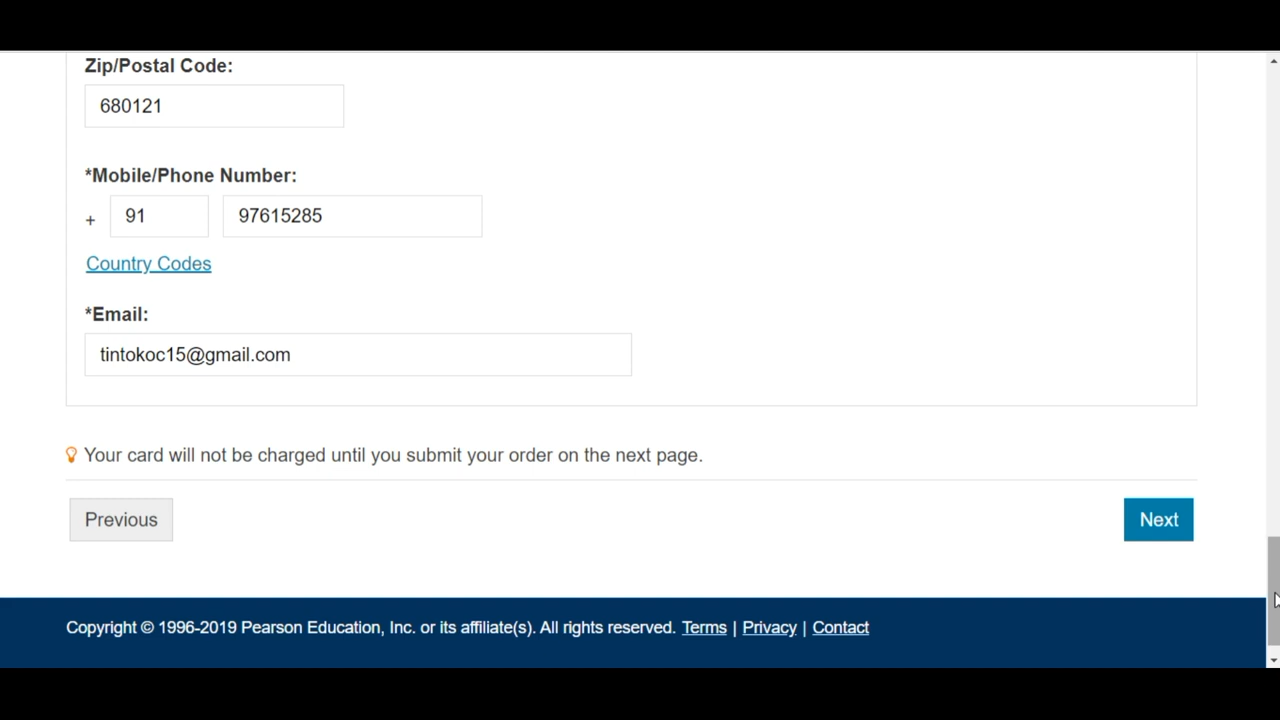 Zip/Postal Code:
680121
*Mobile/Phone Number:
+ 91 97615285
Country Codes
*Email:
tintokoc15@gmail.com
Your card will not be charged until you submit your order on the next page.
Previous Next
Copyright © 1996-2019 Pearson Education, Inc. or its affiliate(s). All rights reserved. Terms | Privacy | Contact